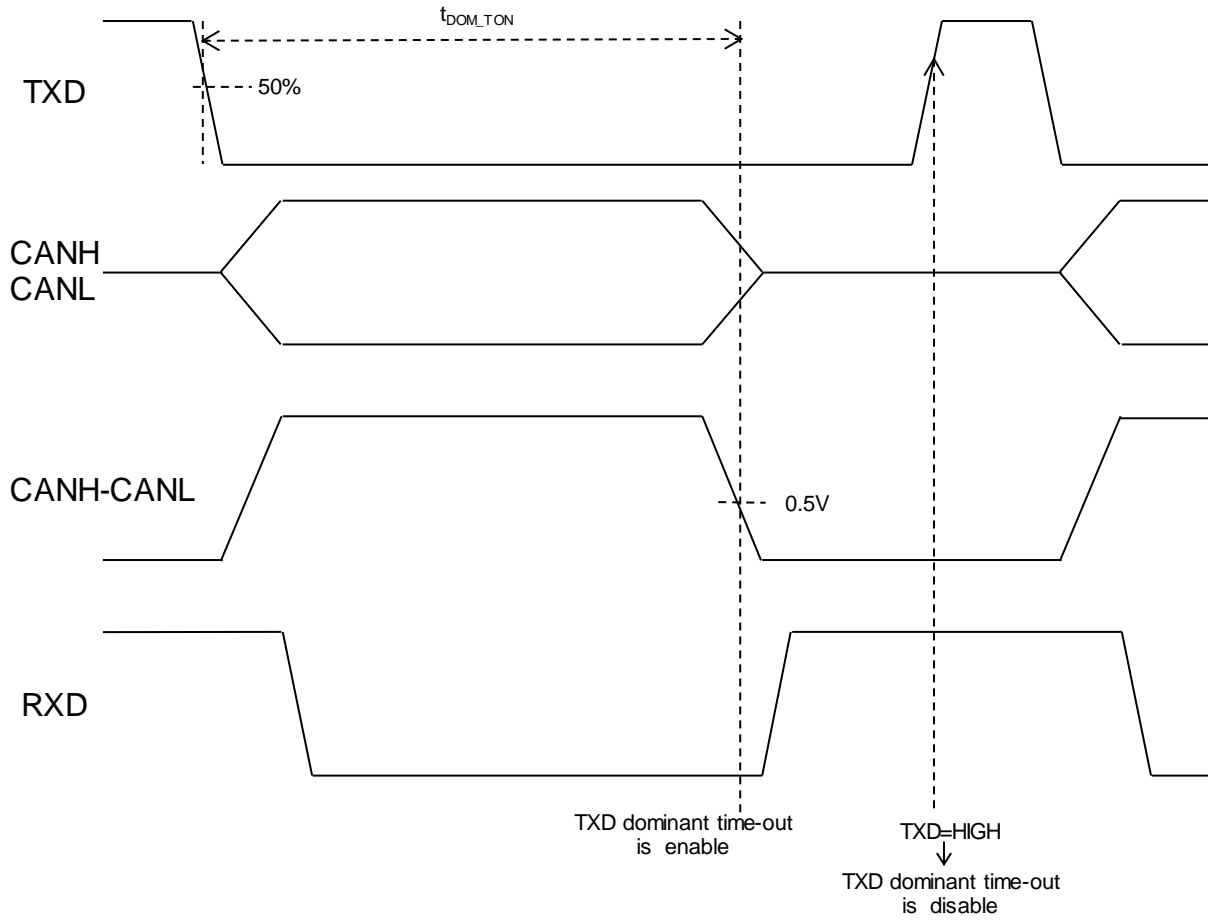 tDOM_TON
TXD
50%
CANH
CANL
CANH-CANL
0.5V
RXD
TXD dominant time-out
is enable
TXD=HIGH
TXD dominant time-out
is disable